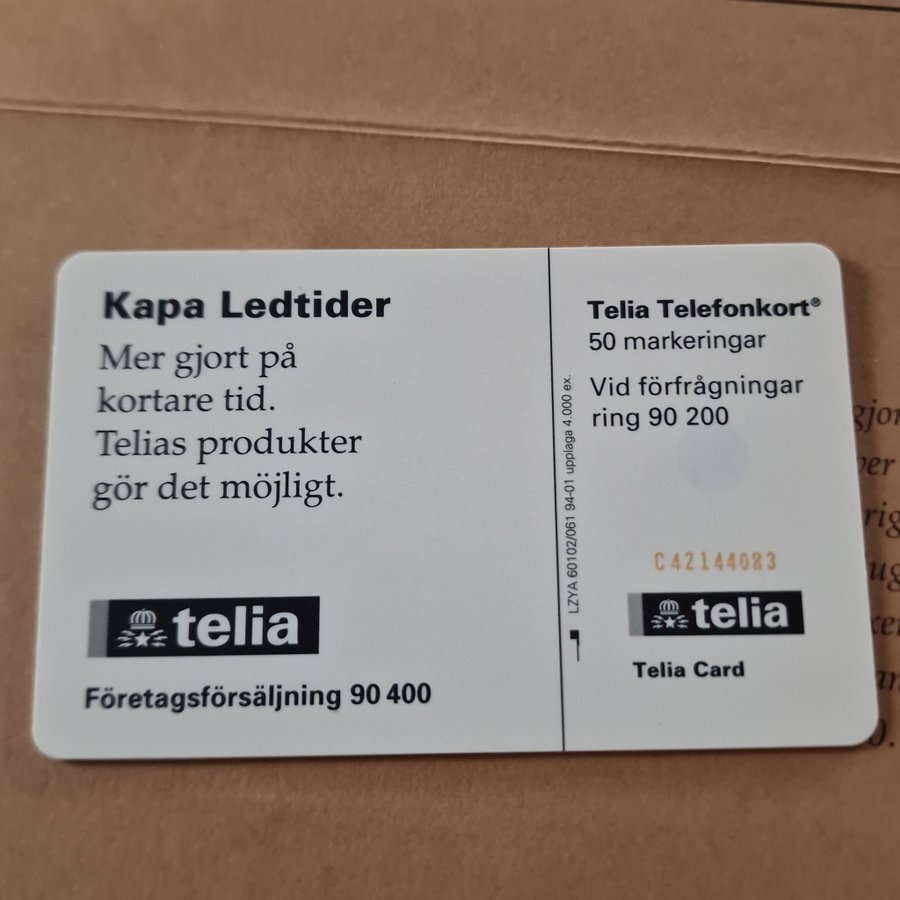 Kapa Ledtider
Mer gjort på
kortare tid.
Telias produkter
gör det möjligt.
telia
Företagsförsäljning 90 400
LZYA 60102/061 94-01 upplaga 4.000 ex.
Telia Telefonkort®
50 markeringar
Vid förfrågningar
ring 90 200
C42144083
telia
Telia Card